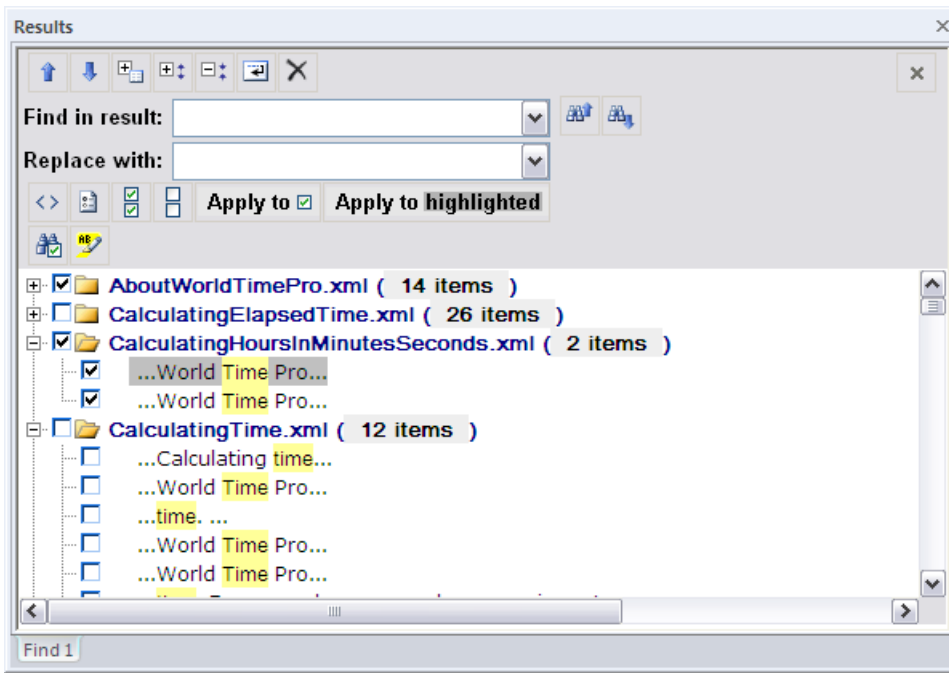 Results
Find in result:
Replace with:
Apply to Apply to highlighted
AB
AboutWorldTimePro.xml ( 14 items )
CalculatingElapsedTime.xml ( 26 items )
CalculatingHoursInMinutesSeconds.xml ( 2 items )
...World Time Pro...
...World Time Pro...
CalculatingTime.xml ( 12 items )
...Calculating time...
...World Time Pro...
...time. ...
...World Time Pro...
...World Time Pro...
Find 1